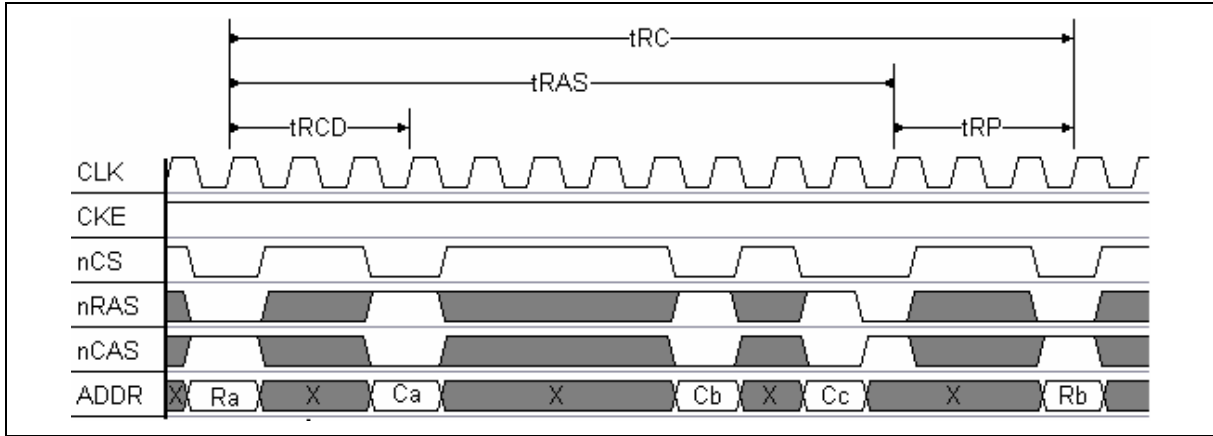 tRC
tRAS
tRCD tRP
CLK
CKE
nCS
nRAS
nCAS
ADDR X Ra X Ca X Cb X Cc X Rb